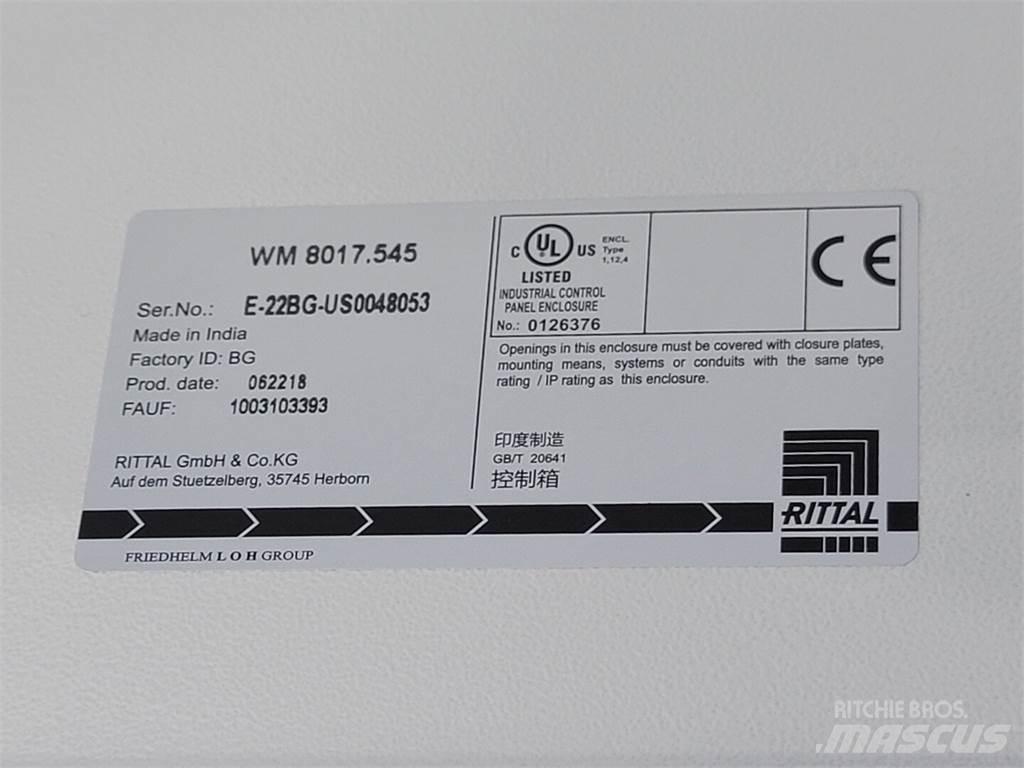 WM 8017.545
Ser.No.: E-22BG-US0048053
Made in India
Factory ID: BG
Prod. date: 062218
FAUF: 1003103393
RITTAL GmbH & Co.KG
Auf dem Stuetzelberg, 35745 Herborn
C UL US ENCL.
Type
1,12,4
LISTED
INDUSTRIAL CONTROL
PANEL ENCLOSURE
No.: 0126376
CE
Openings in this enclosure must be covered with closure plates,
mounting means, systems or conduits with the same type
rating / IP rating as this enclosure.
印度制造
GB/T 20641
控制箱
RITTAL
FRIEDHELM LOH GROUP
RITCHIE BROS.
MASCUS